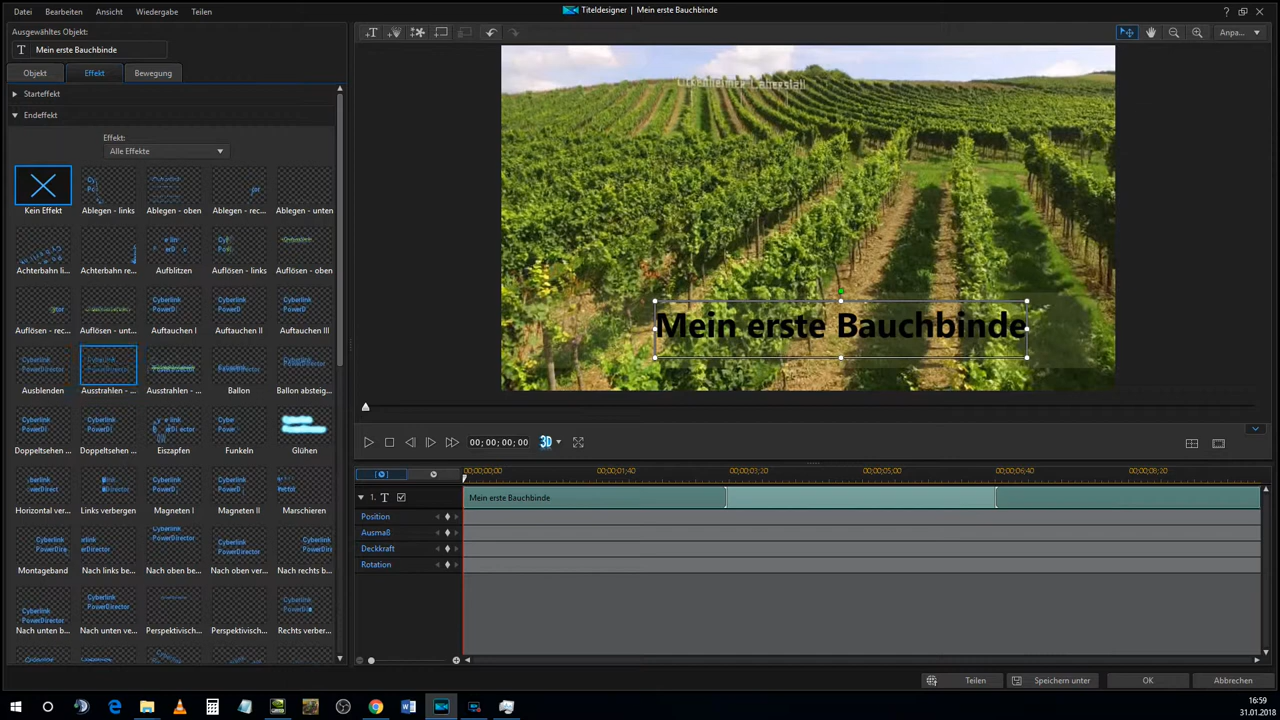 Datei Bearbeiten Ansicht Wiedergabe Teilen
Titeldesigner | Mein erste Bauchbinde
Ausgewähltes Objekt:
Mein erste Bauchbinde
Objekt Effekt Bewegung
Starteffekt
Endeffekt
Effekt:
Alle Effekte
Kein Effekt Ablegen - links Ablegen - oben Ablegen - rec... Ablegen - unten
Achterbahn li... Achterbahn re... Aufblitzen Auflösen - links Auflösen - oben
Auflösen - rec... Auflösen - unt... Auftauchen I Auftauchen II Auftauchen III
Ausblenden Ausstrahlen - ... Ausstrahlen - ... Ballon Ballon absteig...
Doppeltsehen ... Doppeltsehen ... Eiszapfen Funkeln Glühen
Horizontal ver... Links verbergen Magneten I Magneten II Marschieren
Montageband Nach links be... Nach oben be... Nach oben ver... Nach rechts b...
Nach unten b... Nach unten ve... Perspektivisch... Perspektivisch... Rechts verber...
Anpa...
Mein erste Bauchbinde
00; 00; 00; 00
3D
00;00;00;00 00;00;01;40 00;00;03;20 00;00;05;00 00;00;06;40 00;00;08;20
1. T Mein erste Bauchbinde
Position
Ausmaß
Deckkraft
Rotation
Teilen Speichern unter OK Abbrechen
16:59
31.01.2018